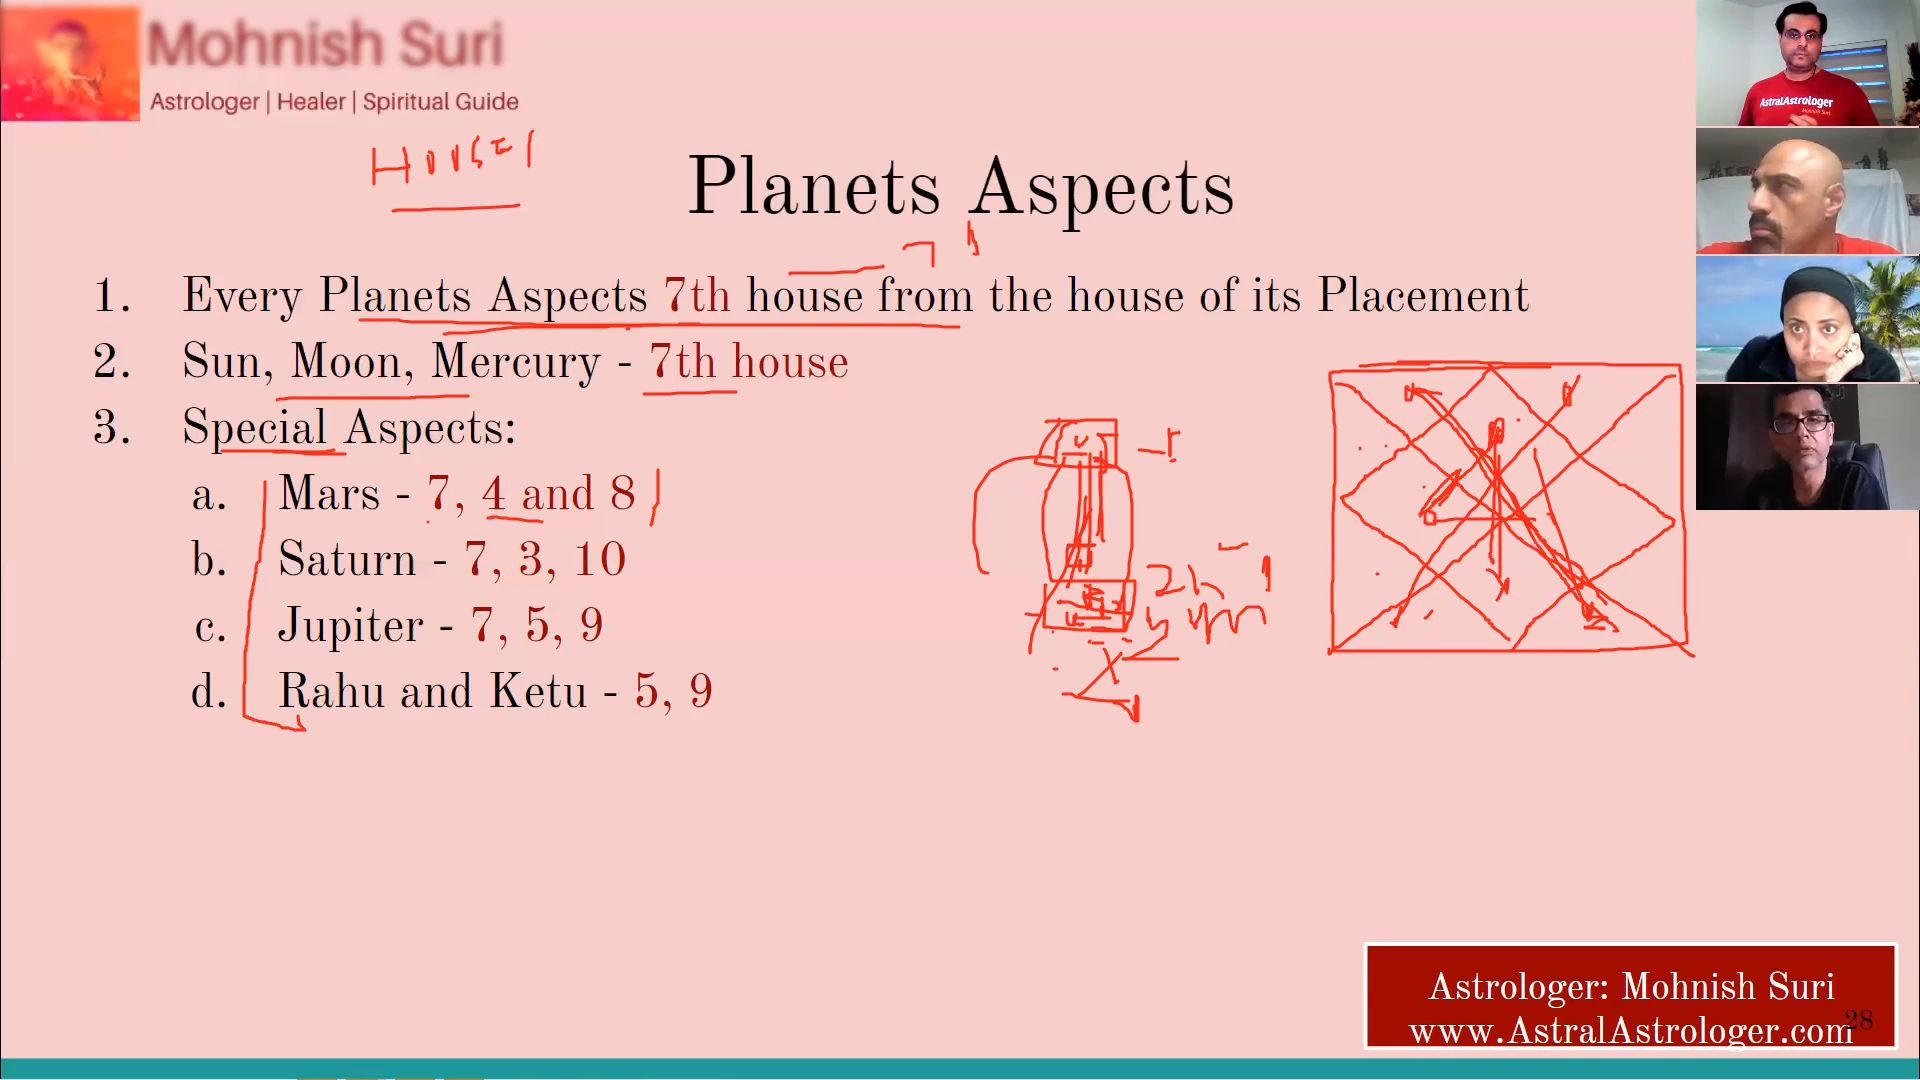 Mohnish Suri
Astrologer | Healer | Spiritual Guide
HOUSES
Planets Aspects
1. Every Planets Aspects 7th house from the house of its Placement
2. Sun, Moon, Mercury - 7th house
3. Special Aspects:
a. Mars - 7, 4 and 8
b. Saturn - 7, 3, 10
c. Jupiter - 7, 5, 9
d. Rahu and Ketu - 5, 9
AstralAstrologer
Mohnish Suri
Astrologer: Mohnish Suri
www.AstralAstrologer.com
28